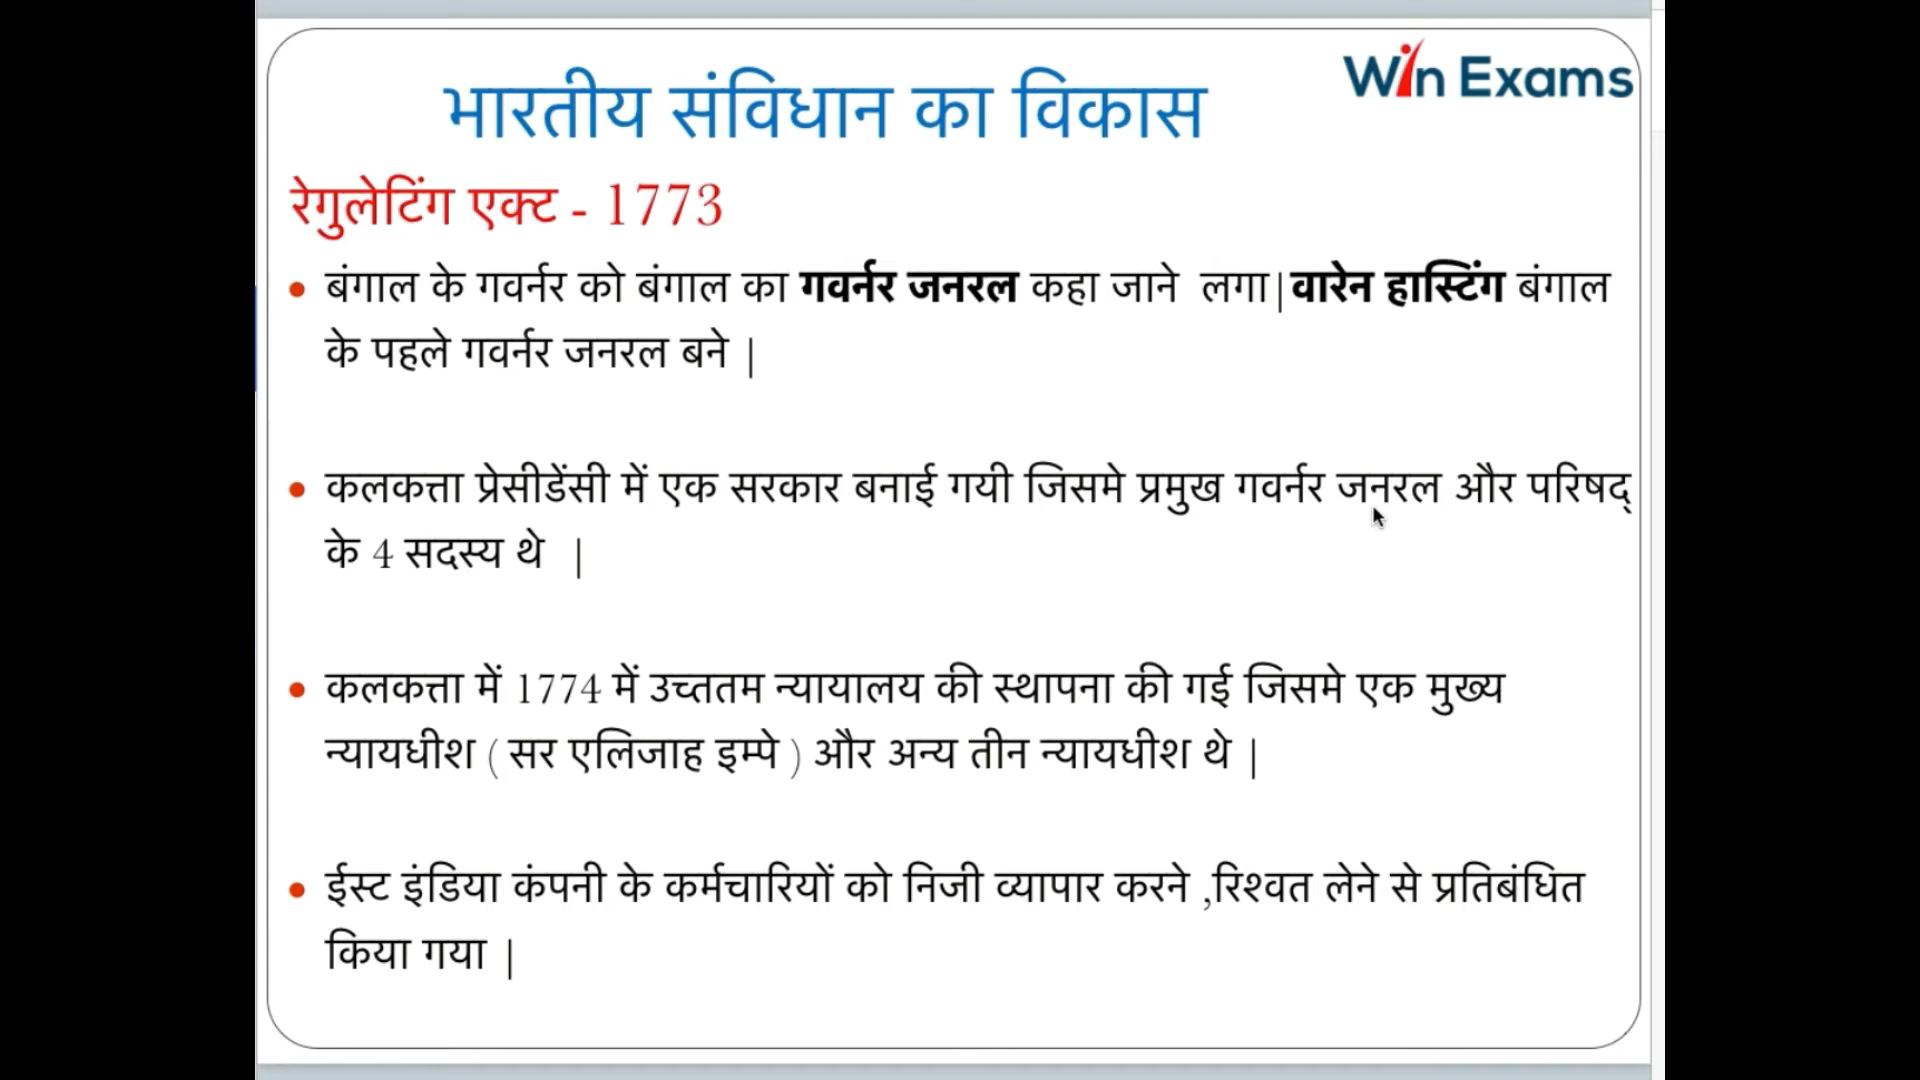 भारतीय संविधान का विकास
Win Exams
रेगुलेटिंग एक्ट - 1773
• बंगाल के गवर्नर को बंगाल का गवर्नर जनरल कहा जाने लगा|वारेन हास्टिंग बंगाल
के पहले गवर्नर जनरल बने |
• कलकत्ता प्रेसीडेंसी में एक सरकार बनाई गयी जिसमे प्रमुख गवर्नर जनरल और परिषद्
के 4 सदस्य थे |
• कलकत्ता में 1774 में उच्ततम न्यायालय की स्थापना की गई जिसमे एक मुख्य
न्यायधीश ( सर एलिजाह इम्पे ) और अन्य तीन न्यायधीश थे |
• ईस्ट इंडिया कंपनी के कर्मचारियों को निजी व्यापार करने ,रिश्वत लेने से प्रतिबंधित
किया गया |